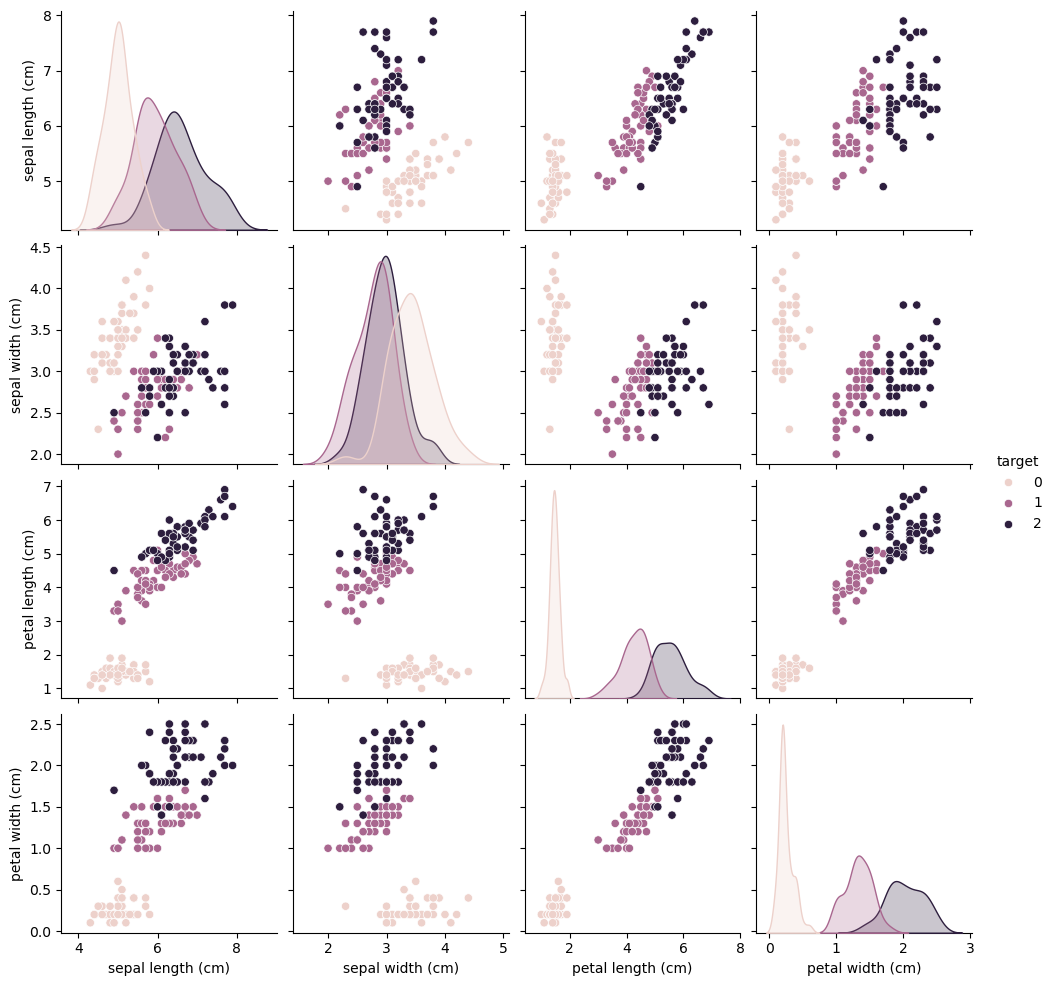 8
7
6
5
sepal length (cm)
4.5
4.0
3.5
3.0
2.5
2.0
sepal width (cm)
target
0
1
2
7
6
5
4
3
2
1
petal length (cm)
2.5
2.0
1.5
1.0
0.5
0.0
petal width (cm)
4 6 8
2 3 4 5
2 4 6 8
0 1 2 3
sepal length (cm)
sepal width (cm)
petal length (cm)
petal width (cm)